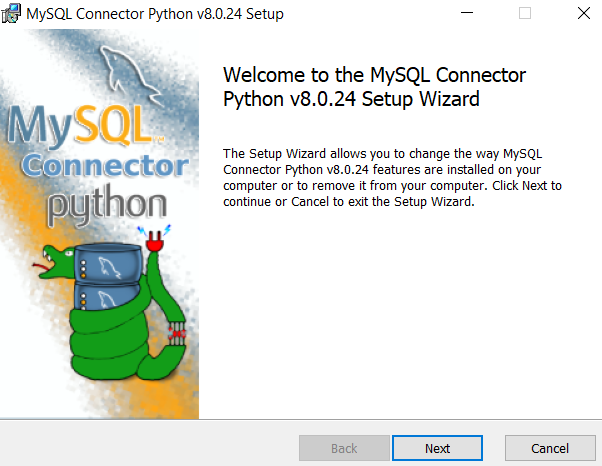 MySQL Connector Python v8.0.24 Setup
MySQL
Connector
python
Welcome to the MySQL Connector
Python v8.0.24 Setup Wizard
The Setup Wizard allows you to change the way MySQL
Connector Python v8.0.24 features are installed on your
computer or to remove it from your computer. Click Next to
continue or Cancel to exit the Setup Wizard.
Back
Next
Cancel